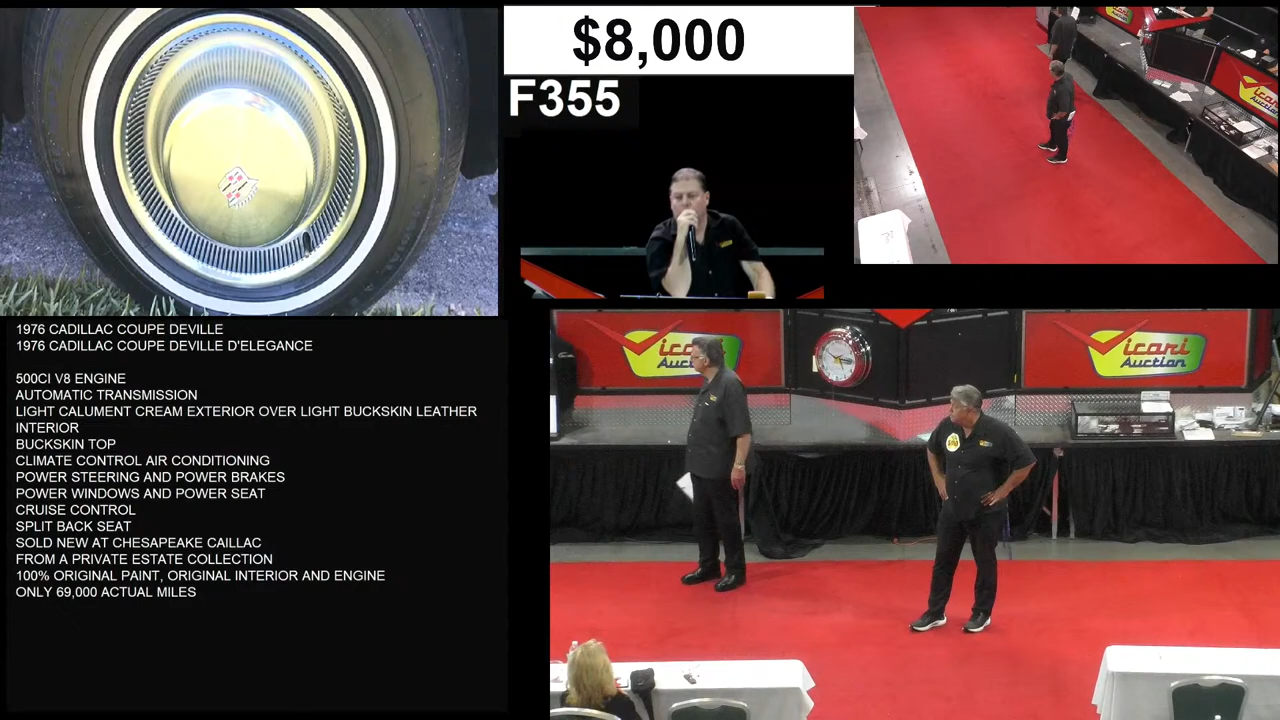 $8,000
F355
Vicari
Auction
Vicari
Auction
Vicari
Auction
1976 CADILLAC COUPE DEVILLE
1976 CADILLAC COUPE DEVILLE D'ELEGANCE
500CI V8 ENGINE
AUTOMATIC TRANSMISSION
LIGHT CALUMENT CREAM EXTERIOR OVER LIGHT BUCKSKIN LEATHER
INTERIOR
BUCKSKIN TOP
CLIMATE CONTROL AIR CONDITIONING
POWER STEERING AND POWER BRAKES
POWER WINDOWS AND POWER SEAT
CRUISE CONTROL
SPLIT BACK SEAT
SOLD NEW AT CHESAPEAKE CAILLAC
FROM A PRIVATE ESTATE COLLECTION
100% ORIGINAL PAINT, ORIGINAL INTERIOR AND ENGINE
ONLY 69,000 ACTUAL MILES